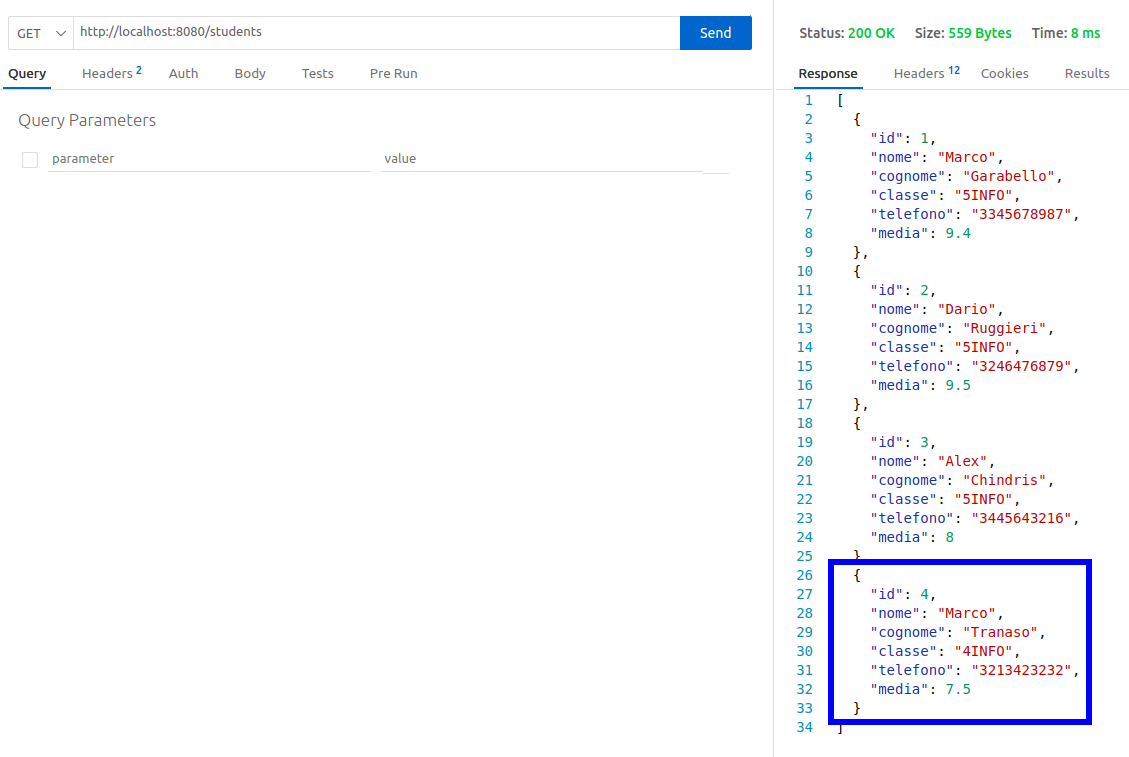 GET
http://localhost:8080/students
Send
Query
Headers 2
Auth
Body
Tests
Pre Run
Query Parameters
parameter
value
Status: 200 OK
Size: 559 Bytes
Time: 8 ms
Response
Headers 12
Cookies
Results
1 [
2 {
3 "id": 1,
4 "nome": "Marco",
5 "cognome": "Garabello",
6 "classe": "5INFO",
7 "telefono": "3345678987",
8 "media": 9.4
9 },
10 {
11 "id": 2,
12 "nome": "Dario",
13 "cognome": "Ruggieri",
14 "classe": "5INFO",
15 "telefono": "3246476879",
16 "media": 9.5
17 },
18 {
19 "id": 3,
20 "nome": "Alex",
21 "cognome": "Chindris",
22 "classe": "5INFO",
23 "telefono": "3445643216",
24 "media": 8
25 }
26 {
27 "id": 4,
28 "nome": "Marco",
29 "cognome": "Tranaso",
30 "classe": "4INFO",
31 "telefono": "3213423232",
32 "media": 7.5
33 }
34 ]